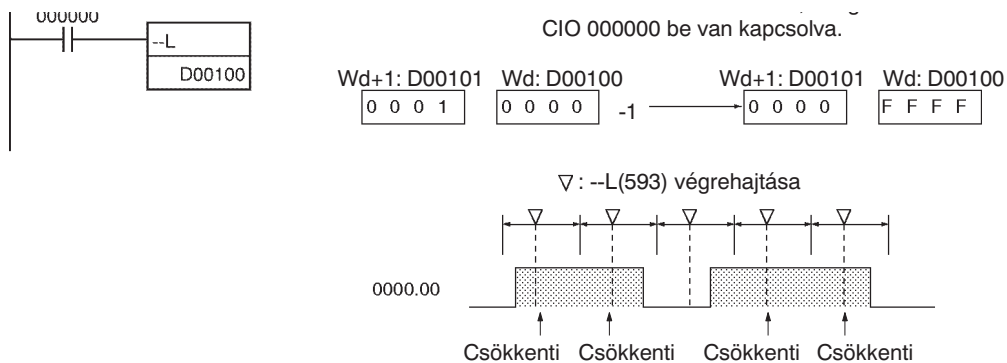 000000
--L
D00100
CIO 000000 be van kapcsolva.
Wd+1: D00101 Wd: D00100 Wd+1: D00101 Wd: D00100
0 0 0 1 0 0 0 0 -1 0 0 0 0 F F F F
▽ : --L(593) végrehajtása
0000.00
Csökkenti Csökkenti Csökkenti Csökkenti